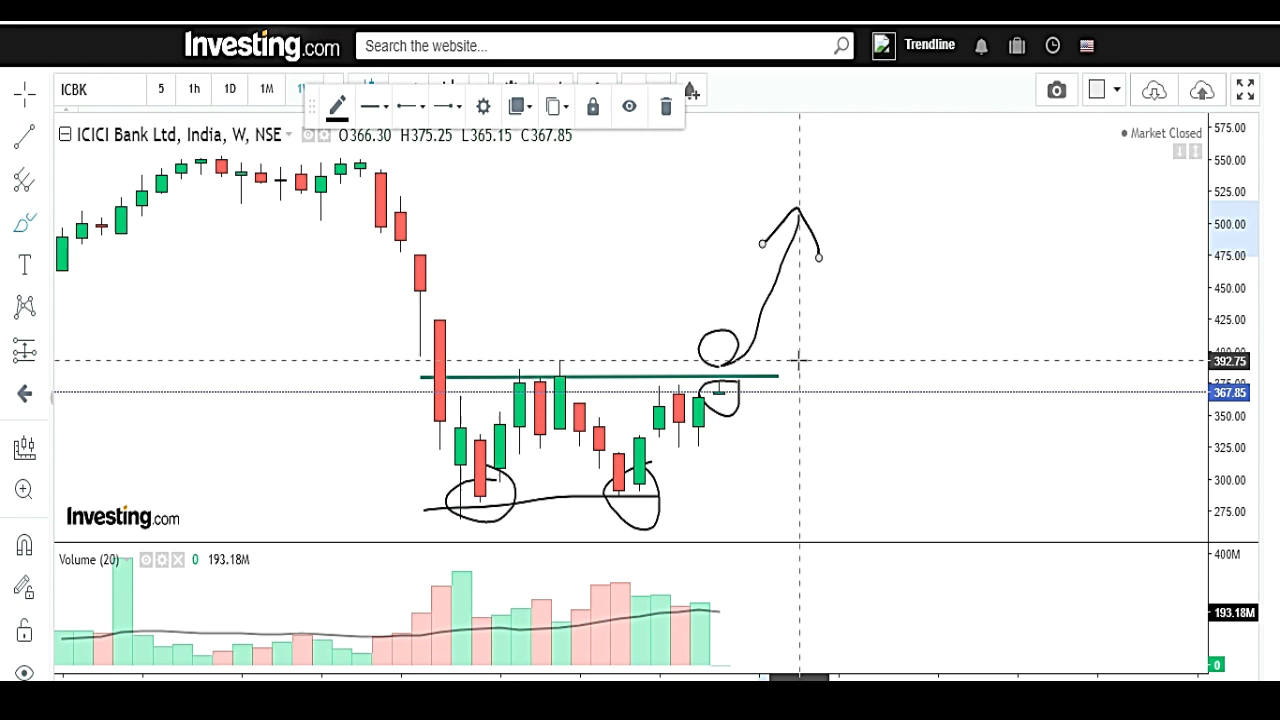 Investing.com
Search the website...
Trendline
ICBK
5
1h
1D
1M
ICICI Bank Ltd, India, W, NSE
O366.30 H375.25 L365.15 C367.85
Market Closed
575.00
550.00
525.00
500.00
475.00
450.00
425.00
392.75
367.85
350.00
325.00
300.00
275.00
Investing.com
Volume (20)
0
193.18M
400M
193.18M
0